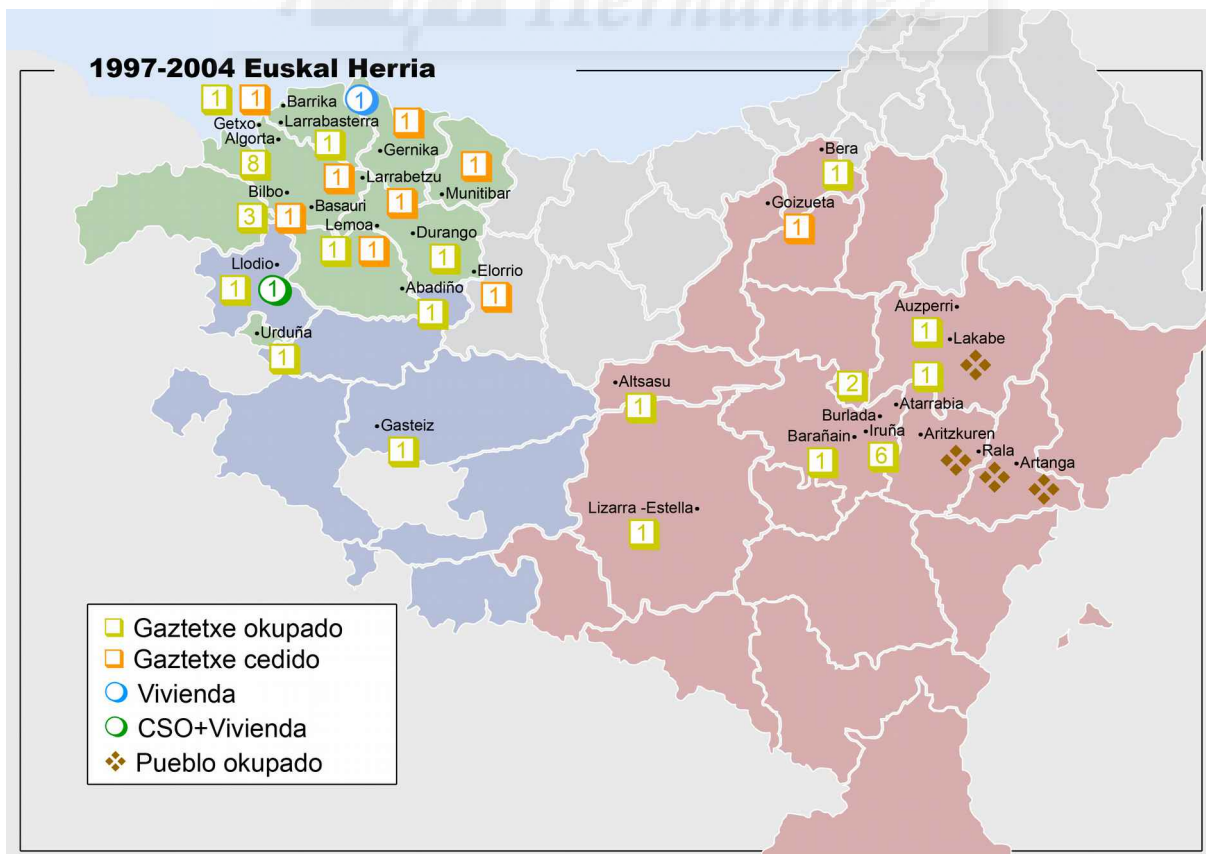 Hernández
1997-2004 Euskal Herria
1
1
Barrika
1
Getxo
Larrabasterra
1
Algorta
1
Gernika
8
Larrabetzu
1
1
Munitibar
Bilbo
Basauri
1
3
1
Lemoa
Durango
1
1
1
Llodio
Elorrio
1
1
Abadiño
1
1
Urduña
1
Gasteiz
1
Bera
1
Goizueta
1
Auzperri
1
Lakabe
Altsasu
1
2
1
Atarrabia
Burlada
Barañain
Iruña
Aritzkuren
1
6
Rala
Artanga
Lizarra -Estella
1
Gaztetxe okupado
Gaztetxe cedido
Vivienda
CSO+Vivienda
Pueblo okupado